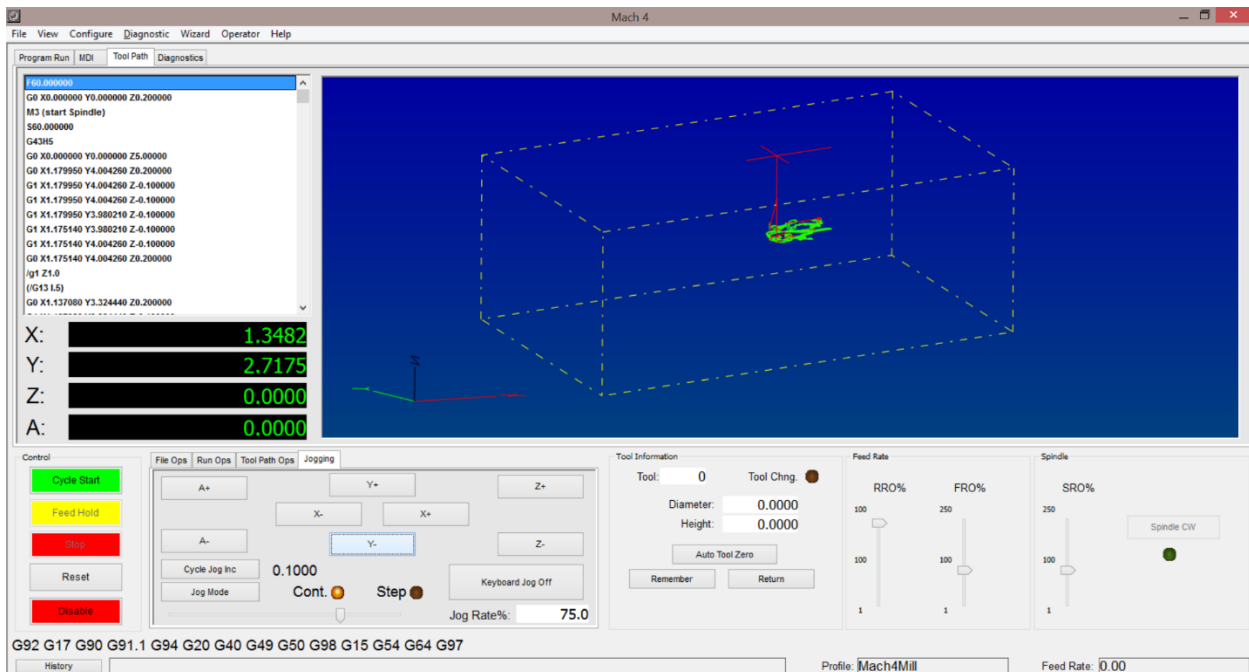 Mach 4
File View Configure Diagnostic Wizard Operator Help
Program Run MDI Tool Path Diagnostics
F60.000000
G0 X0.000000 Y0.000000 Z0.200000
M3 (start Spindle)
S60.000000
G43H5
G0 X0.000000 Y0.000000 Z5.00000
G0 X1.179950 Y4.004260 Z0.200000
G1 X1.179950 Y4.004260 Z-0.100000
G1 X1.179950 Y3.980210 Z-0.100000
G1 X1.175140 Y3.980210 Z-0.100000
G1 X1.175140 Y4.004260 Z-0.100000
G0 X1.175140 Y4.004260 Z0.200000
/g1 Z1.0
(/G13 I.5)
G0 X1.137080 Y3.324440 Z0.200000
X: 1.3482
Y: 2.7175
Z: 0.0000
A: 0.0000
Control
Cycle Start
Feed Hold
Stop
Reset
Disable
File Ops Run Ops Tool Path Ops Jogging
A+ Y+ Z+
X- X+
A- Y- Z-
Cycle Jog Inc 0.1000
Keyboard Jog Off
Jog Mode Cont. Step
Jog Rate%: 75.0
Tool Information
Tool: 0 Tool Chng.
Diameter: 0.0000
Height: 0.0000
Auto Tool Zero
Remember Return
Feed Rate
RRO% FRO%
100 250
100 100
1 1
Spindle
SRO%
250
100
1
Spindle CW
G92 G17 G90 G91.1 G94 G20 G40 G49 G50 G98 G15 G54 G64 G97
History Profile: Mach4Mill Feed Rate: 0.00